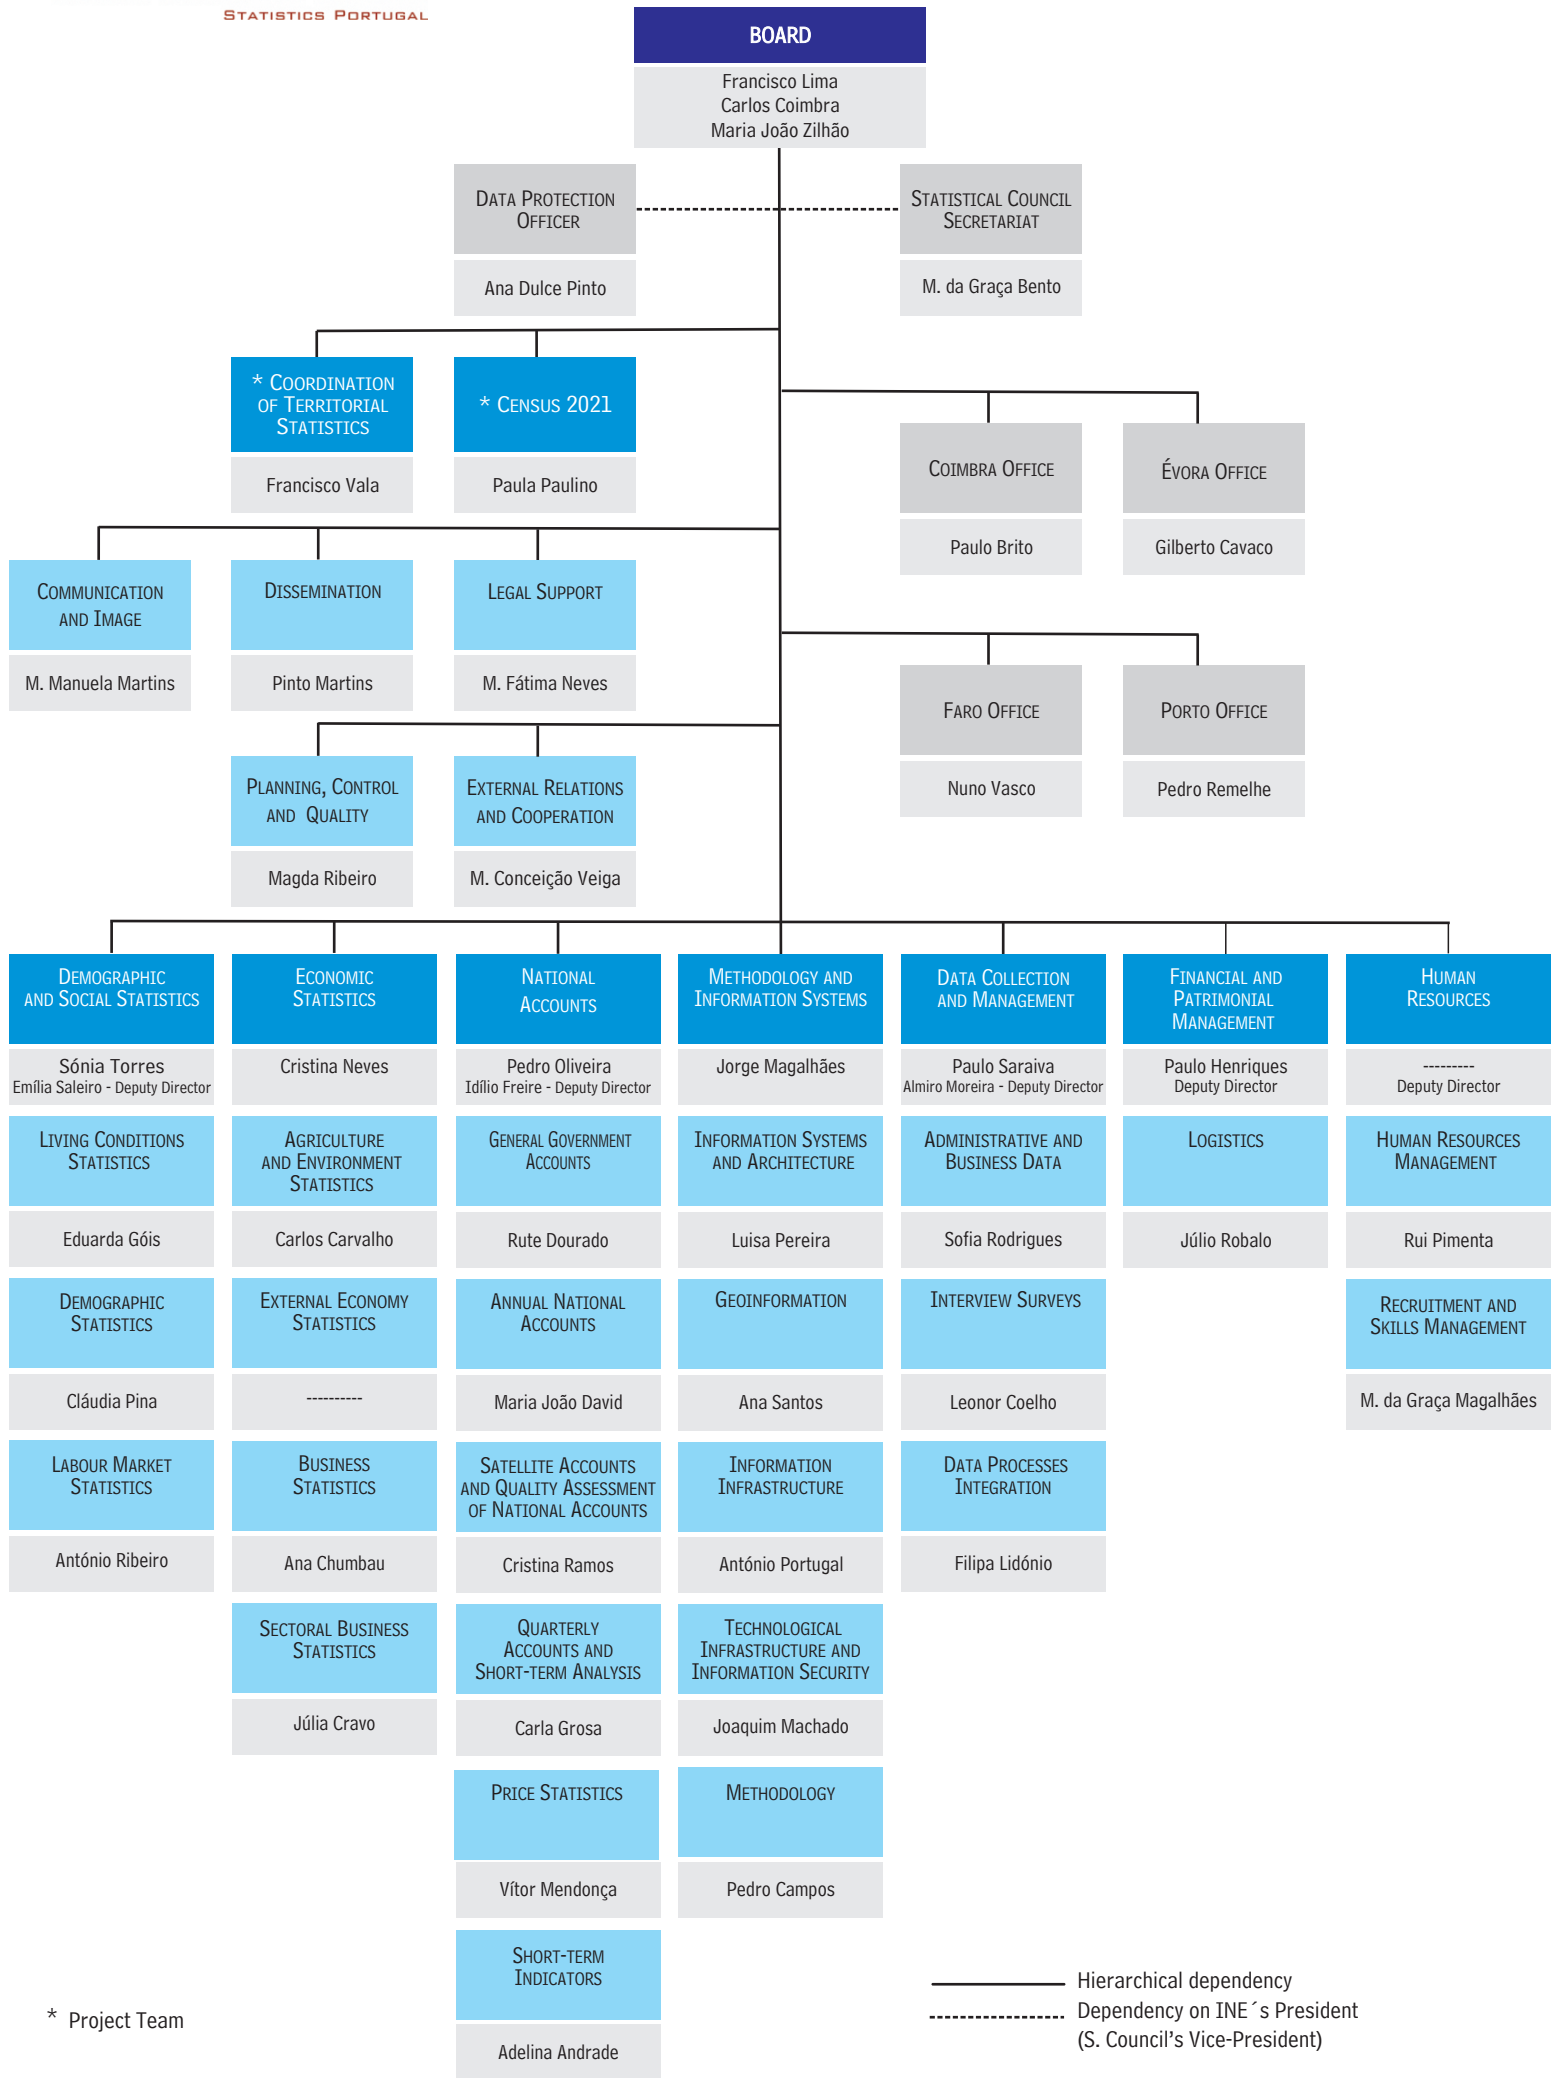 STATISTICS PORTUGAL
BOARD
Francisco Lima
Carlos Coimbra
Maria João Zilhão
DATA PROTECTION
OFFICER
Ana Dulce Pinto
STATISTICAL COUNCIL
SECRETARIAT
M. da Graça Bento
* COORDINATION
OF TERRITORIAL
STATISTICS
Francisco Vala
* CENSUS 2021
Paula Paulino
COIMBRA OFFICE
Paulo Brito
ÉVORA OFFICE
Gilberto Cavaco
COMMUNICATION
AND IMAGE
M. Manuela Martins
DISSEMINATION
Pinto Martins
LEGAL SUPPORT
M. Fátima Neves
FARO OFFICE
Nuno Vasco
PORTO OFFICE
Pedro Remelhe
PLANNING, CONTROL
AND QUALITY
Magda Ribeiro
EXTERNAL RELATIONS
AND COOPERATION
M. Conceição Veiga
DEMOGRAPHIC
AND SOCIAL STATISTICS
Sónia Torres
Emília Saleiro - Deputy Director
LIVING CONDITIONS
STATISTICS
Eduarda Góis
DEMOGRAPHIC
STATISTICS
Cláudia Pina
LABOUR MARKET
STATISTICS
António Ribeiro
ECONOMIC
STATISTICS
Cristina Neves
AGRICULTURE
AND ENVIRONMENT
STATISTICS
Carlos Carvalho
EXTERNAL ECONOMY
STATISTICS
----------
BUSINESS
STATISTICS
Ana Chumbau
SECTORAL BUSINESS
STATISTICS
Júlia Cravo
NATIONAL
ACCOUNTS
Pedro Oliveira
Idílio Freire - Deputy Director
GENERAL GOVERNMENT
ACCOUNTS
Rute Dourado
ANNUAL NATIONAL
ACCOUNTS
Maria João David
SATELLITE ACCOUNTS
AND QUALITY ASSESSMENT
OF NATIONAL ACCOUNTS
Cristina Ramos
QUARTERLY
ACCOUNTS AND
SHORT-TERM ANALYSIS
Carla Grosa
PRICE STATISTICS
Vítor Mendonça
SHORT-TERM
INDICATORS
Adelina Andrade
METHODOLOGY AND
INFORMATION SYSTEMS
Jorge Magalhães
INFORMATION SYSTEMS
AND ARCHITECTURE
Luisa Pereira
GEOINFORMATION
Ana Santos
INFORMATION
INFRASTRUCTURE
António Portugal
TECHNOLOGICAL
INFRASTRUCTURE AND
INFORMATION SECURITY
Joaquim Machado
METHODOLOGY
Pedro Campos
DATA COLLECTION
AND MANAGEMENT
Paulo Saraiva
Almiro Moreira - Deputy Director
ADMINISTRATIVE AND
BUSINESS DATA
Sofia Rodrigues
INTERVIEW SURVEYS
Leonor Coelho
DATA PROCESSES
INTEGRATION
Filipa Lidónio
FINANCIAL AND
PATRIMONIAL
MANAGEMENT
Paulo Henriques
Deputy Director
LOGISTICS
Júlio Robalo
HUMAN
RESOURCES
---------
Deputy Director
HUMAN RESOURCES
MANAGEMENT
Rui Pimenta
RECRUITMENT AND
SKILLS MANAGEMENT
M. da Graça Magalhães
* Project Team
Hierarchical dependency
Dependency on INE´s President
(S. Council’s Vice-President)